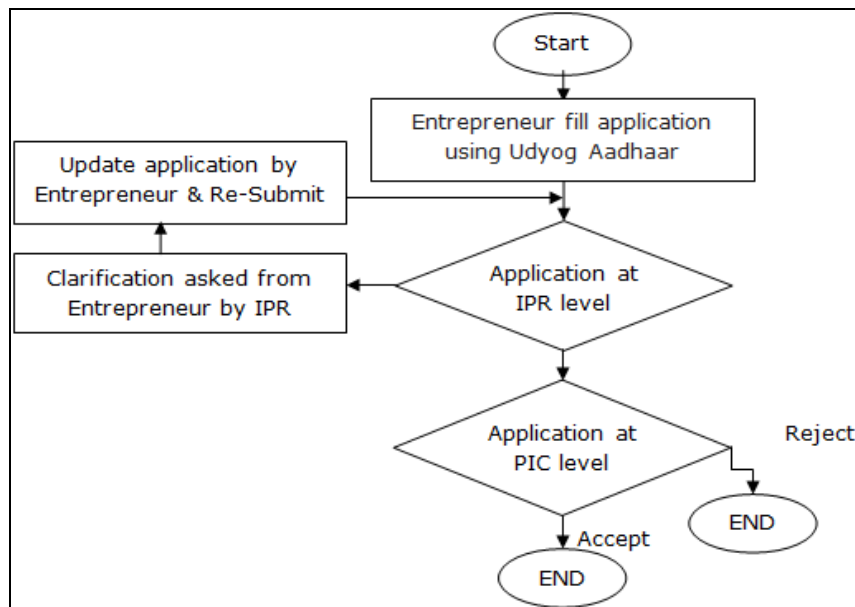 Start
Entrepreneur fill application
using Udyog Aadhaar
Update application by
Entrepreneur & Re-Submit
Clarification asked from
Entrepreneur by IPR
Application at
IPR level
Application at
PIC level
Reject
END
Accept
END